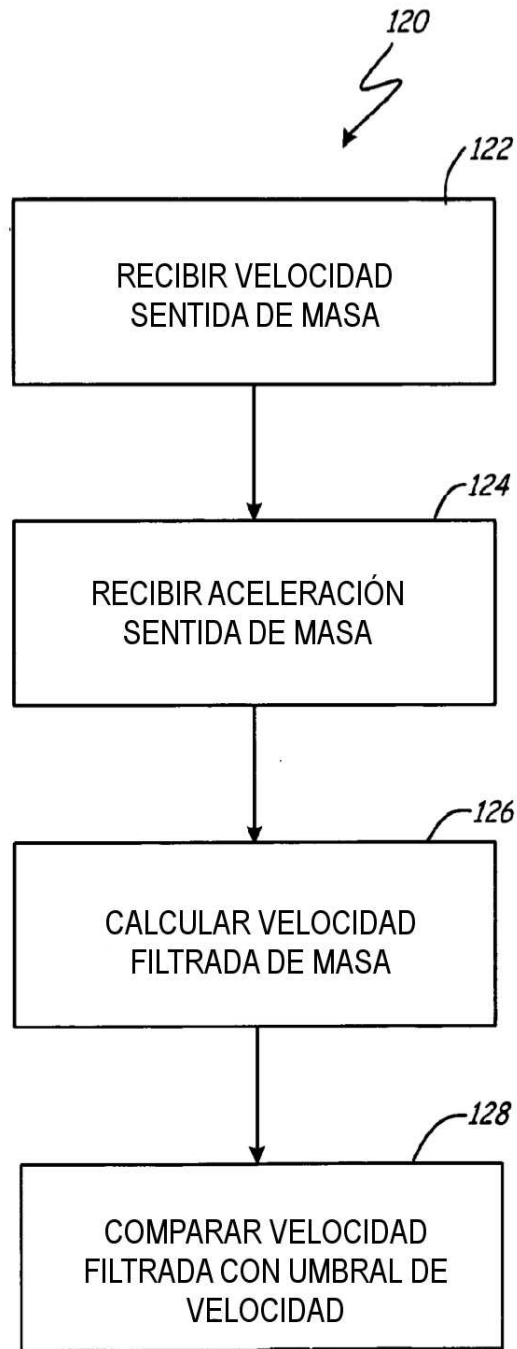 120
122
RECIBIR VELOCIDAD
SENTIDA DE MASA
124
RECIBIR ACELERACIÓN
SENTIDA DE MASA
126
CALCULAR VELOCIDAD
FILTRADA DE MASA
128
COMPARAR VELOCIDAD
FILTRADA CON UMBRAL DE
VELOCIDAD